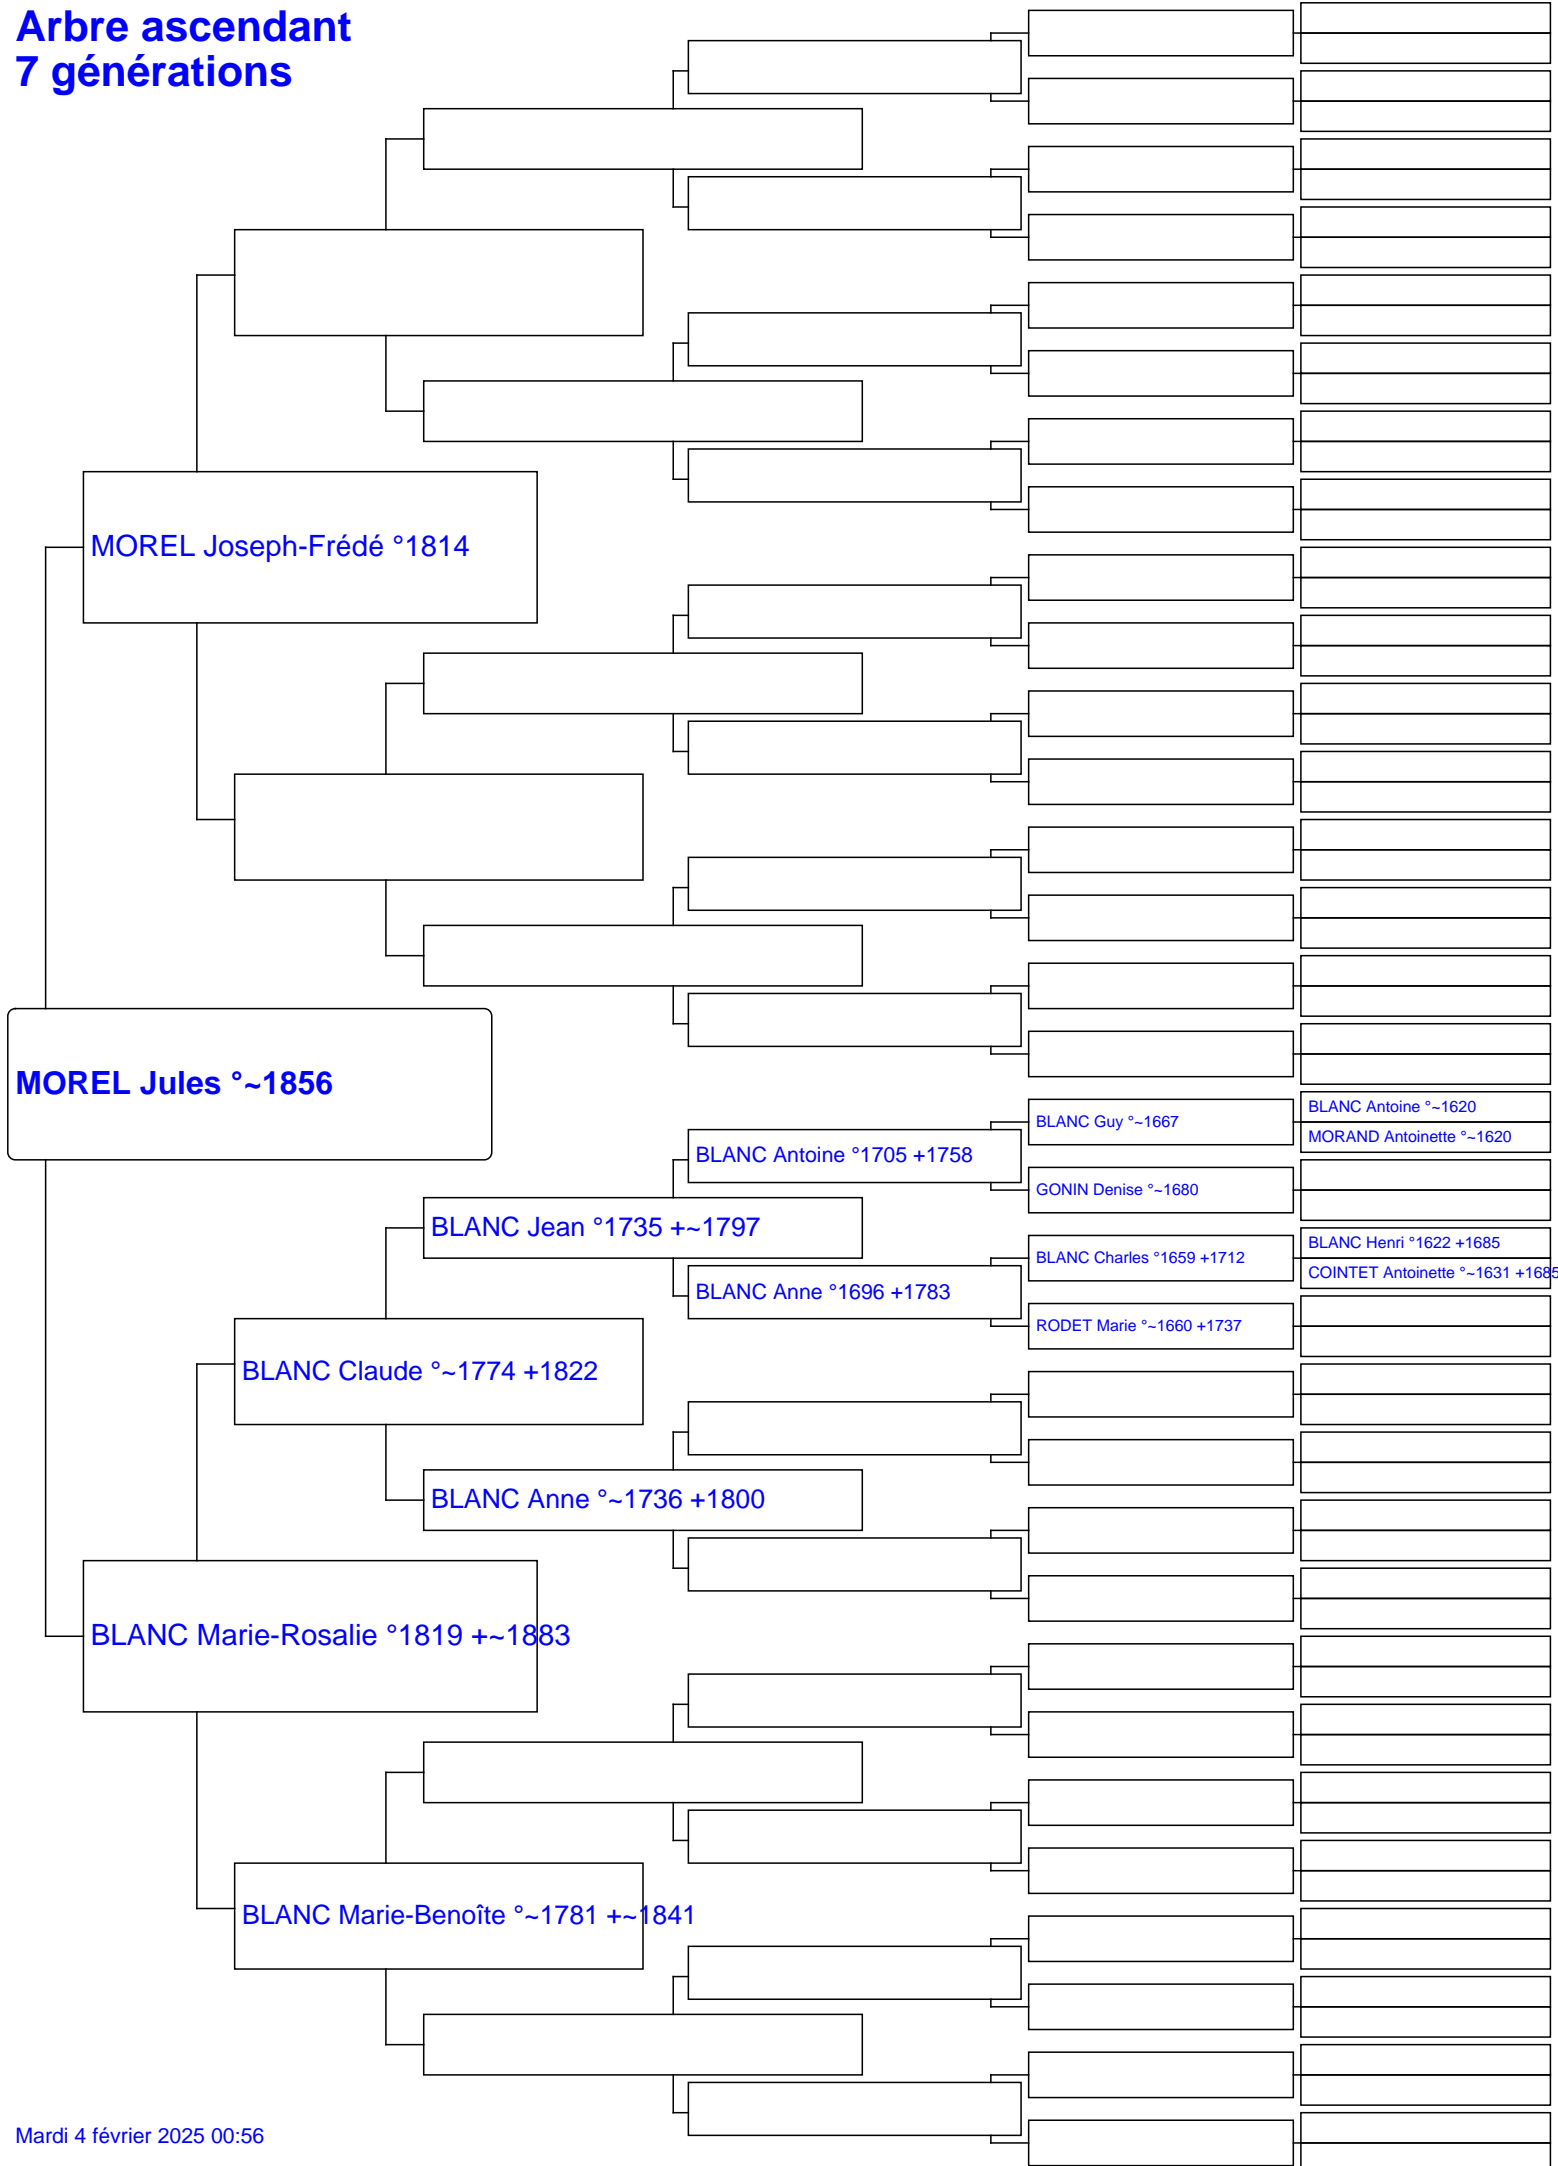 Arbre ascendant
7 générations
MOREL Joseph-Frédé °1814
MOREL Jules °~1856
BLANC Antoine °~1620
BLANC Guy °~1667
MORAND Antoinette °~1620
BLANC Antoine °1705 +1758
GONIN Denise °~1680
BLANC Jean °1735 +~1797
BLANC Henri °1622 +1685
BLANC Charles °1659 +1712
COINTET Antoinette °~1631 +1685
BLANC Anne °1696 +1783
RODET Marie °~1660 +1737
BLANC Claude °~1774 +1822
BLANC Anne °~1736 +1800
BLANC Marie-Rosalie °1819 +~1883
BLANC Marie-Benoîte °~1781 +~1841
Mardi 4 février 2025 00:56